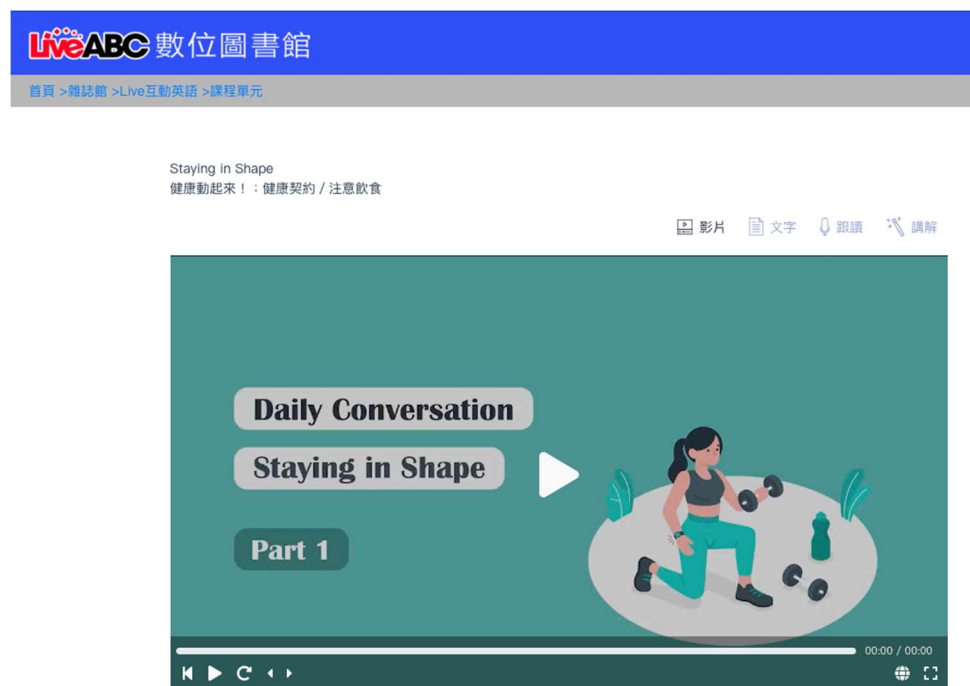 LiveABC 數位圖書館
首頁 >雜誌館 >Live互動英語 >課程單元
Staying in Shape
健康動起來！：健康契約 / 注意飲食
影片 文字 跟讀 講解
Daily Conversation
Staying in Shape
Part 1
00:00 / 00:00